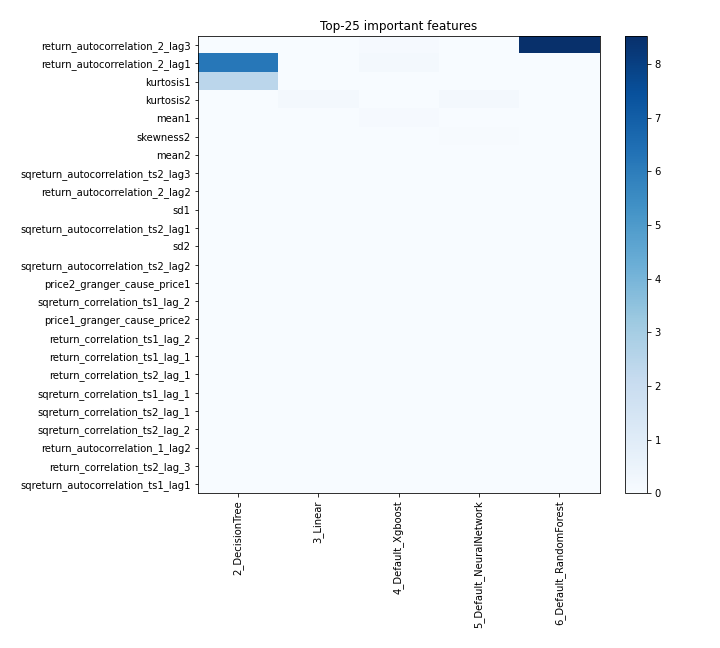 Top-25 important features
return_autocorrelation_2_lag3
return_autocorrelation_2_lag1
kurtosis1
kurtosis2
mean1
skewness2
mean2
sqreturn_autocorrelation_ts2_lag3
return_autocorrelation_2_lag2
sd1
sqreturn_autocorrelation_ts2_lag1
sd2
sqreturn_autocorrelation_ts2_lag2
price2_granger_cause_price1
sqreturn_correlation_ts1_lag_2
price1_granger_cause_price2
return_correlation_ts1_lag_2
return_correlation_ts1_lag_1
return_correlation_ts2_lag_1
sqreturn_correlation_ts1_lag_1
sqreturn_correlation_ts2_lag_1
sqreturn_correlation_ts2_lag_2
return_autocorrelation_1_lag2
return_correlation_ts2_lag_3
sqreturn_autocorrelation_ts1_lag1
2_DecisionTree
3_Linear
4_Default_Xgboost
5_Default_NeuralNetwork
6_Default_RandomForest
8
7
6
5
4
3
2
1
0